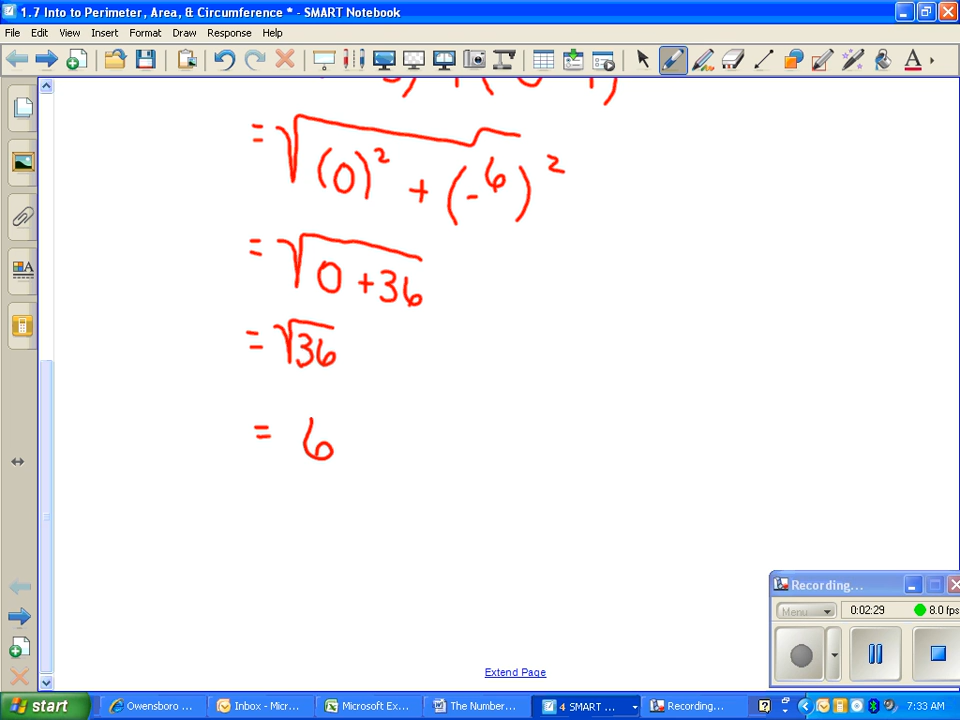 1.7 Into to Perimeter, Area, & Circumference * - SMART Notebook
File Edit View Insert Format Draw Response Help
= √(0)² + (-6)²
= √0 + 36
= √36
= 6
Extend Page
Recording...
Menu 0:02:29 8.0 fps
start Owensboro ... Inbox - Micr... Microsoft Ex... The Number... 4 SMART ... Recording... 7:33 AM